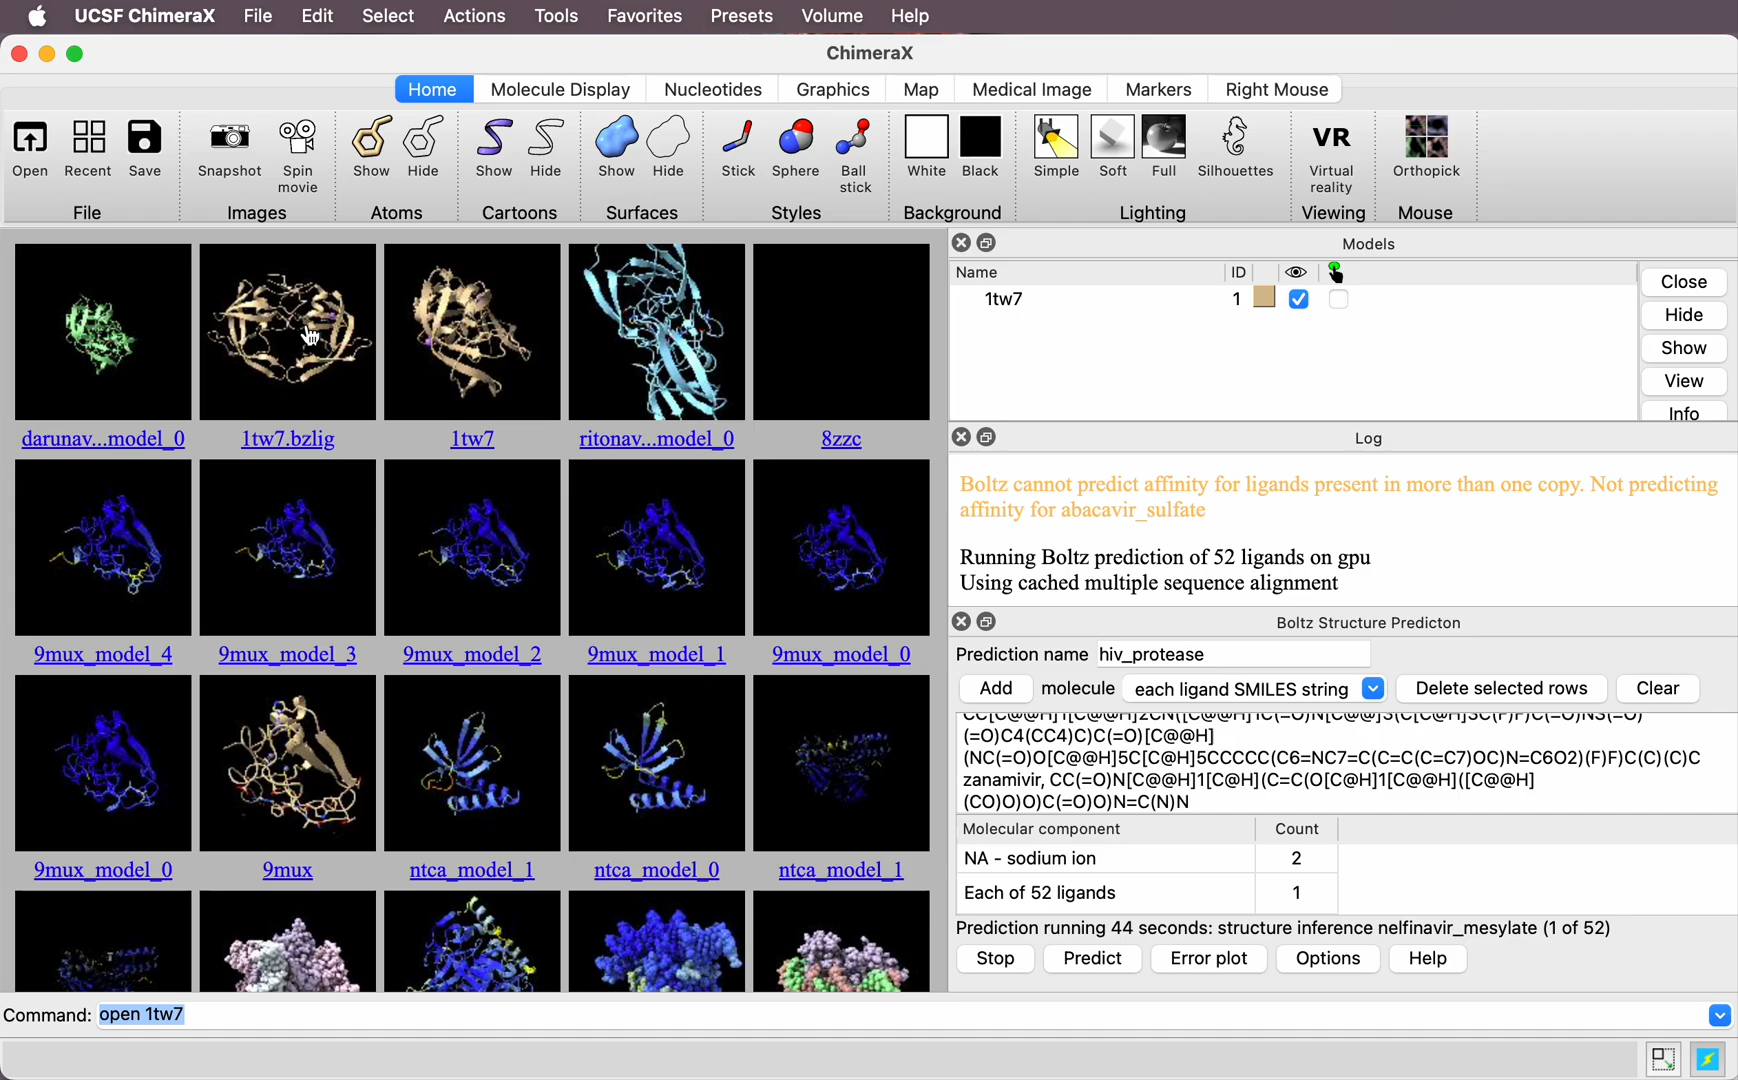 UCSF ChimeraX File Edit Select Actions Tools Favorites Presets Volume Help
ChimeraX
Home Molecule Display Nucleotides Graphics Map Medical Image Markers Right Mouse
VR
Open Recent Save Snapshot Spin movie Show Hide Show Hide Show Hide Stick Sphere Ball stick White Black Simple Soft Full Silhouettes Virtual reality Orthopick
File Images Atoms Cartoons Surfaces Styles Background Lighting Viewing Mouse
darunav...model_0 1tw7.bzlig 1tw7 ritonav...model_0 8zzc
9mux_model_4 9mux_model_3 9mux_model_2 9mux_model_1 9mux_model_0
9mux_model_0 9mux ntca_model_1 ntca_model_0 ntca_model_1
Models
Name ID
1tw7 1
Close
Hide
Show
View
Info
Log
Boltz cannot predict affinity for ligands present in more than one copy. Not predicting
affinity for abacavir_sulfate
Running Boltz prediction of 52 ligands on gpu
Using cached multiple sequence alignment
Boltz Structure Predicton
Prediction name hiv_protease
Add molecule each ligand SMILES string Delete selected rows Clear
(=O)C4(CC4)C)C(=O)[C@@H]
(NC(=O)O[C@@H]5C[C@H]5CCCCC(C6=NC7=C(C=C(C=C7)OC)N=C6O2)(F)F)C(C)(C)C
zanamivir, CC(=O)N[C@@H]1[C@H](C=C(O[C@H]1[C@@H]([C@@H]
(CO)O)O)C(=O)O)N=C(N)N
Molecular component Count
NA - sodium ion 2
Each of 52 ligands 1
Prediction running 44 seconds: structure inference nelfinavir_mesylate (1 of 52)
Stop Predict Error plot Options Help
Command: open 1tw7